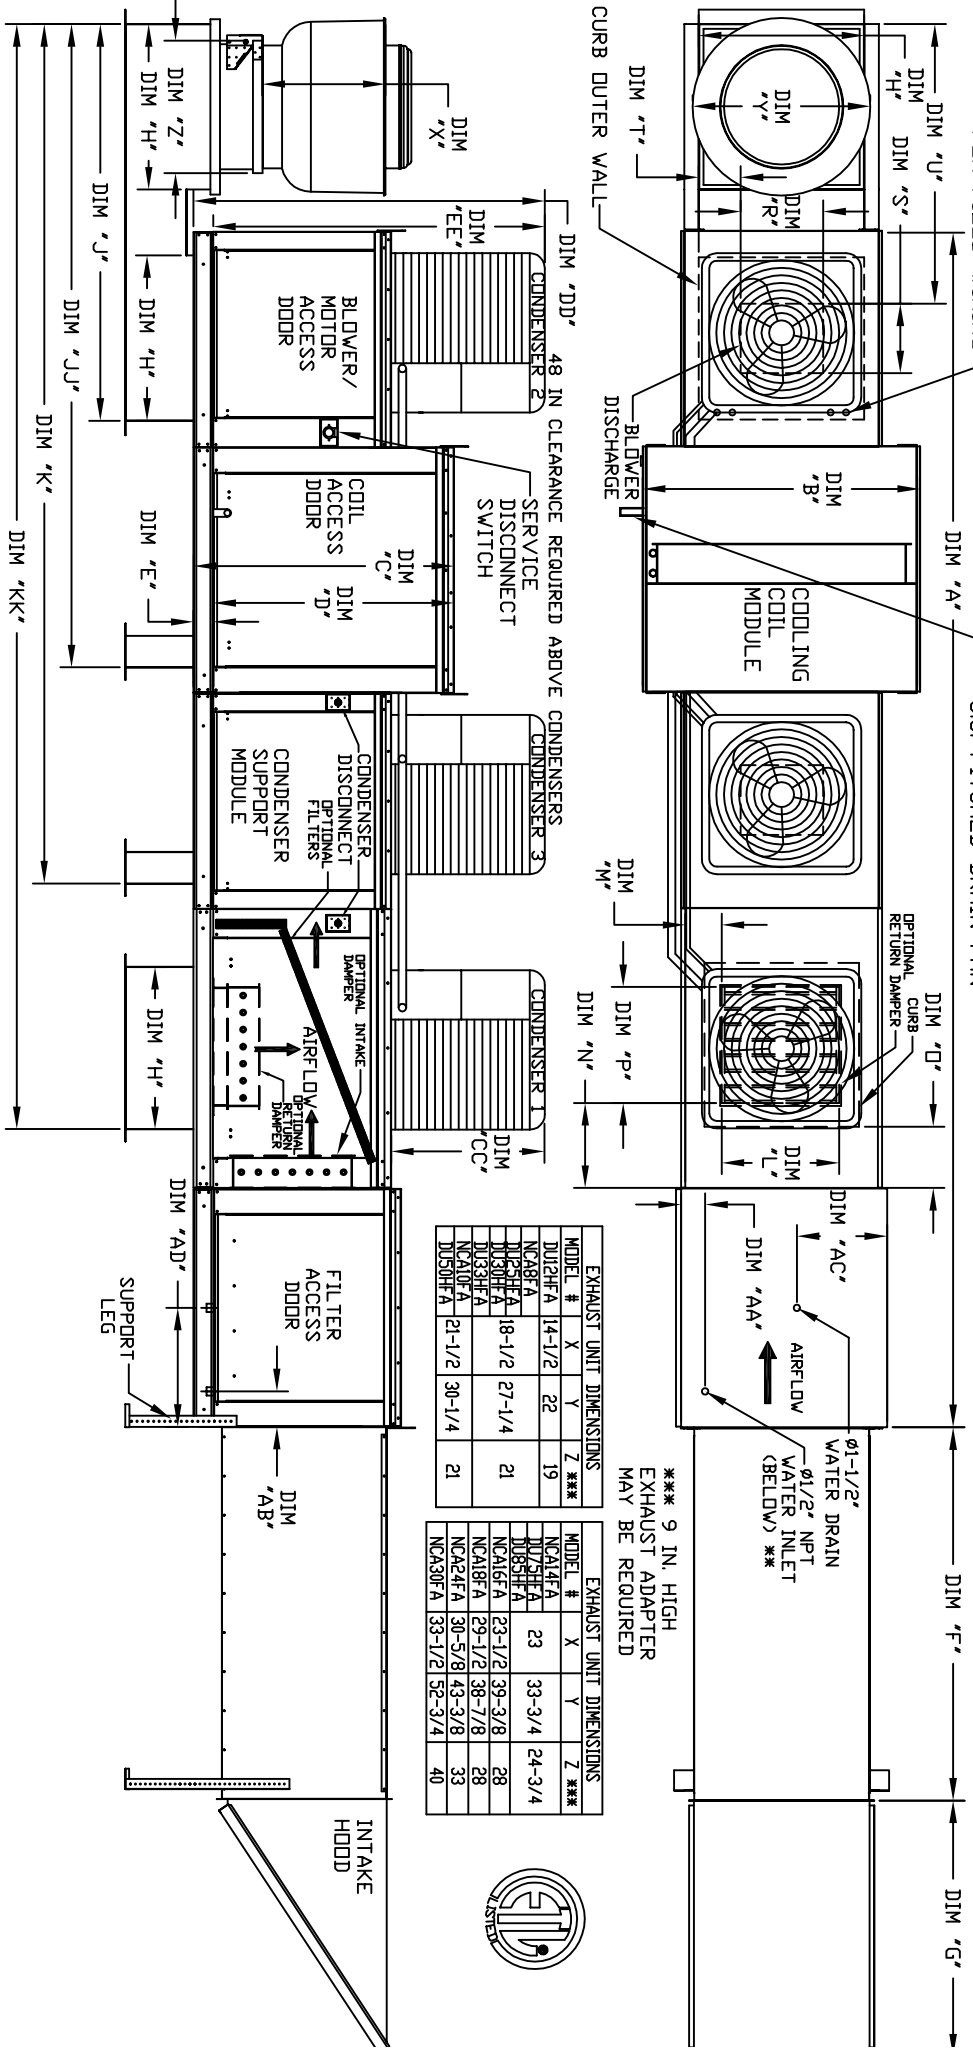 DIM "U"
DIM
"H"
DIM "S"
DIM
"Y"
DIM
"R"
DIM "T"
CURB OUTER WALL
BLOWER
DISCHARGE
DIM "A"
DIM
"B"
COOLING
COIL
MODULE
DIM
"M"
OPTIONAL
RETURN DAMPER
CURB
DIM "O"
DIM "P"
DIM "N"
DIM
"L"
DIM "AC"
DIM "AA"
AIRFLOW
Ø1-1/2"
WATER DRAIN
Ø1/2" NPT
WATER INLET
(BELOW) **
DIM "F"
DIM "G"
*** 9 IN. HIGH
EXHAUST ADAPTER
MAY BE REQUIRED
EXHAUST UNIT DIMENSIONS
MODEL # X Y Z ***
DU12HFA 14-1/2 22 19
NCA8FA
DU25HFA
DU30HFA 18-1/2 27-1/4 21
DU33HFA
NCA10FA
DU50HFA 21-1/2 30-1/4 21
EXHAUST UNIT DIMENSIONS
MODEL # X Y Z ***
NCA14FA
DU75HFA 23 33-3/4 24-3/4
DU85HFA
NCA16FA 23-1/2 39-3/8 28
NCA18FA 29-1/2 38-7/8 28
NCA24FA 30-5/8 43-3/8 33
NCA30FA 33-1/2 52-3/4 40
LISTED
DIM
"X"
DIM "Z"
DIM "H"
DIM "DD"
DIM
"EE"
48 IN CLEARANCE REQUIRED ABOVE CONDENSERS
CONDENSER 2
CONDENSER 3
CONDENSER 1
DIM
"CC"
BLOWER/
MOTOR
ACCESS
DOOR
SERVICE
DISCONNECT
SWITCH
COIL
ACCESS
DOOR
DIM
"C"
DIM
"D"
CONDENSER
DISCONNECT
OPTIONAL
FILTERS
CONDENSER
SUPPORT
MODULE
OPTIONAL INTAKE
DAMPER
AIRFLOW
OPTIONAL
RETURN
DAMPER
FILTER
ACCESS
DOOR
INTAKE
HOOD
DIM "J"
DIM "H"
DIM "E"
DIM "H"
DIM "AD"
SUPPORT
LEG
DIM
"AB"
DIM "JJ"
DIM "K"
DIM "KK"